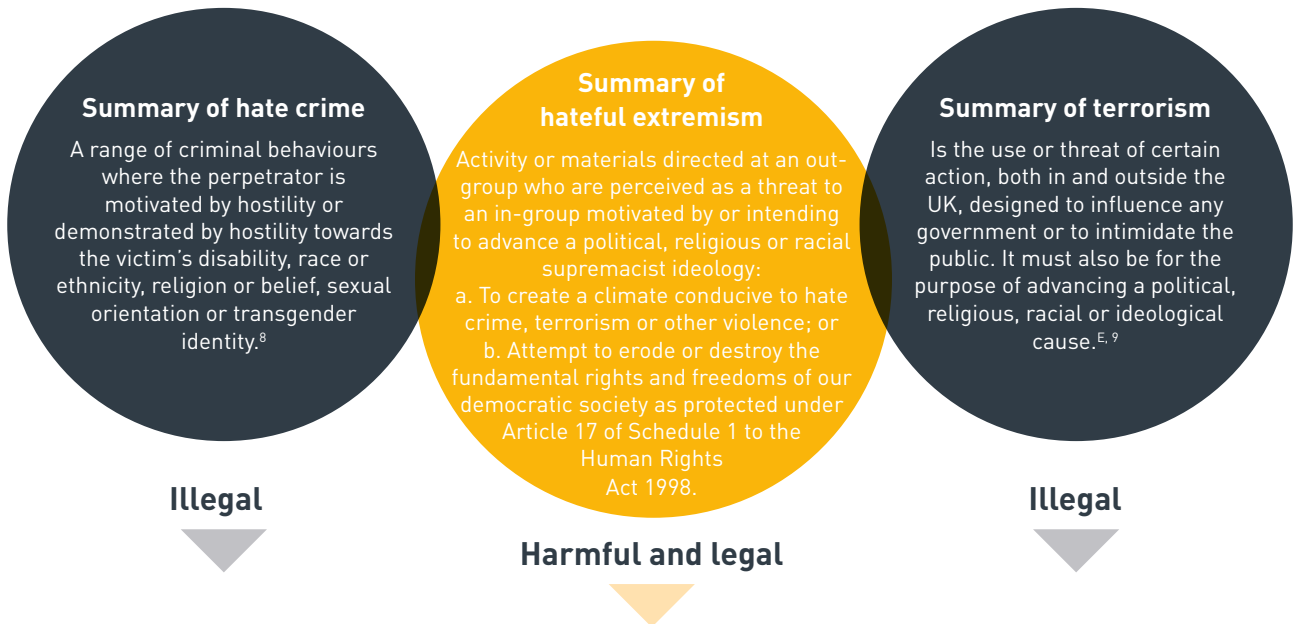 Summary of hate crime
A range of criminal behaviours
where the perpetrator is
motivated by hostility or
demonstrated by hostility towards
the victim's disability, race or
ethnicity, religion or belief, sexual
orientation or transgender
identity.8
Illegal
Summary of
hateful extremism
Activity or materials directed at an out-
group who are perceived as a threat to
an in-group motivated by or intending
to advance a political, religious or racial
supremacist ideology:
a. To create a climate conducive to hate
crime, terrorism or other violence; or
b. Attempt to erode or destroy the
fundamental rights and freedoms of our
democratic society as protected under
Article 17 of Schedule 1 to the
Human Rights
Act 1998.
Harmful and legal
Summary of terrorism
Is the use or threat of certain
action, both in and outside the
UK, designed to influence any
government or to intimidate the
public. It must also be for the
purpose of advancing a political,
religious, racial or ideological
cause.E, 9
Illegal